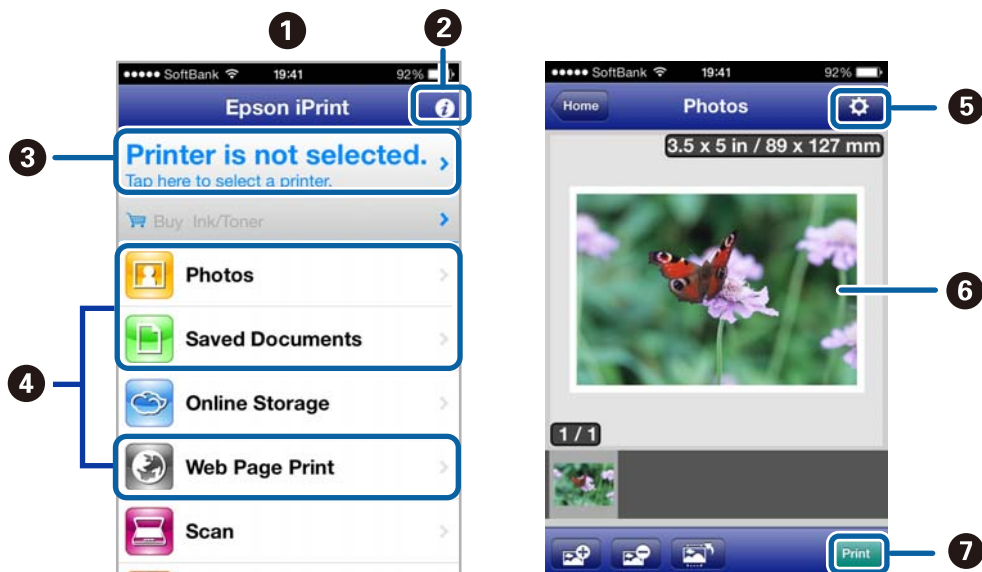 1
2
●●●●● SoftBank 19:41 92%
Epson iPrint
3
Printer is not selected.
Tap here to select a printer.
Buy Ink/Toner
4
Photos
Saved Documents
Online Storage
Web Page Print
Scan
●●●●● SoftBank 19:41 92%
Home Photos
5
3.5 x 5 in / 89 x 127 mm
6
1 / 1
Print
7